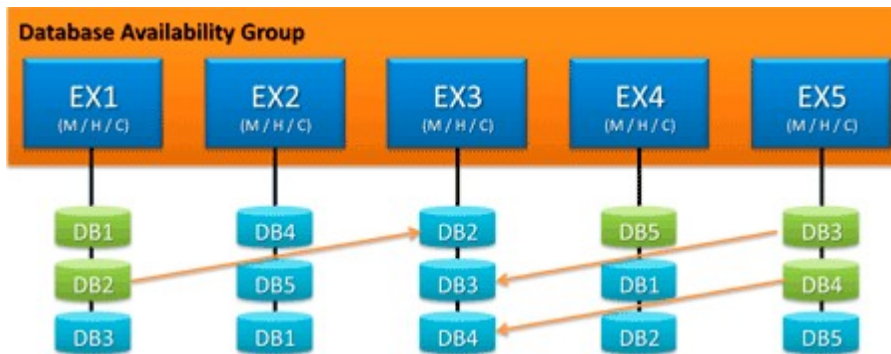 Database Availability Group
EX1 EX2 EX3 EX4 EX5
(M / H / C) (M / H / C) (M / H / C) (M / H / C) (M / H / C)
DB1 DB4 DB2 DB5 DB3
DB2 DB5 DB3 DB1 DB4
DB3 DB1 DB4 DB2 DB5